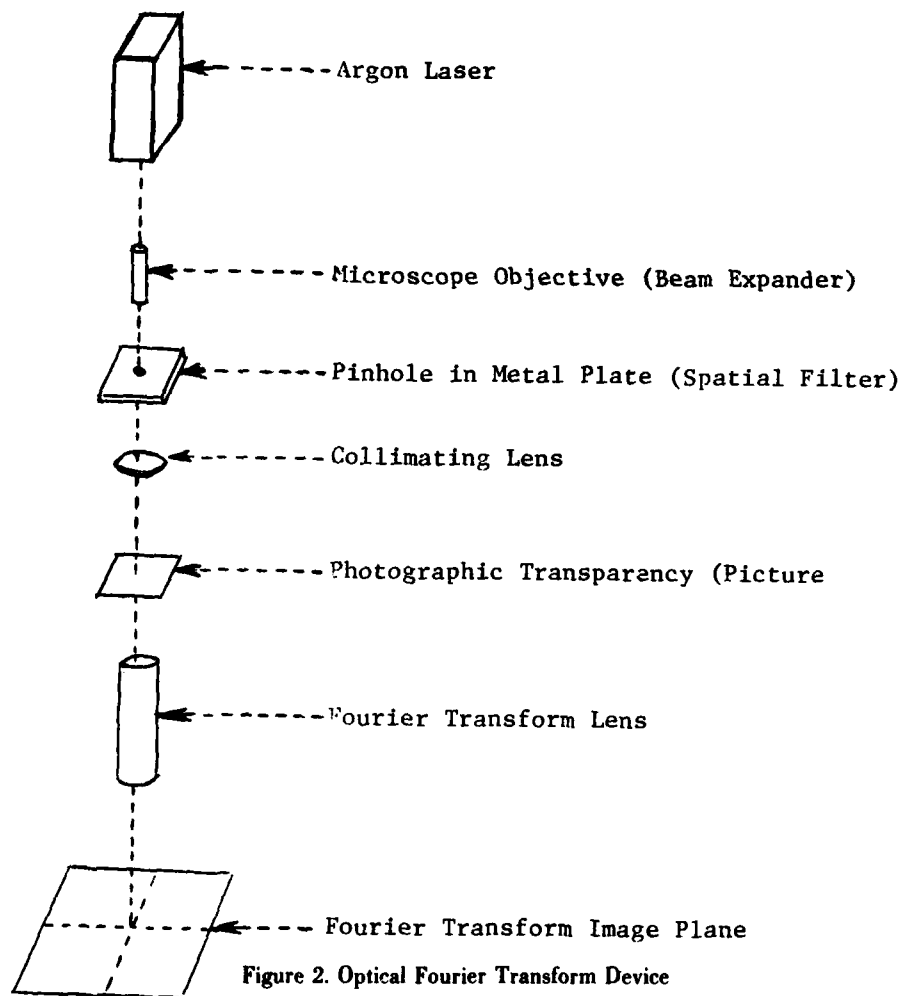 Argon Laser
Microscope Objective (Beam Expander)
Pinhole in Metal Plate (Spatial Filter)
Collimating Lens
Photographic Transparency (Picture
Fourier Transform Lens
Fourier Transform Image Plane
Figure 2. Optical Fourier Transform Device